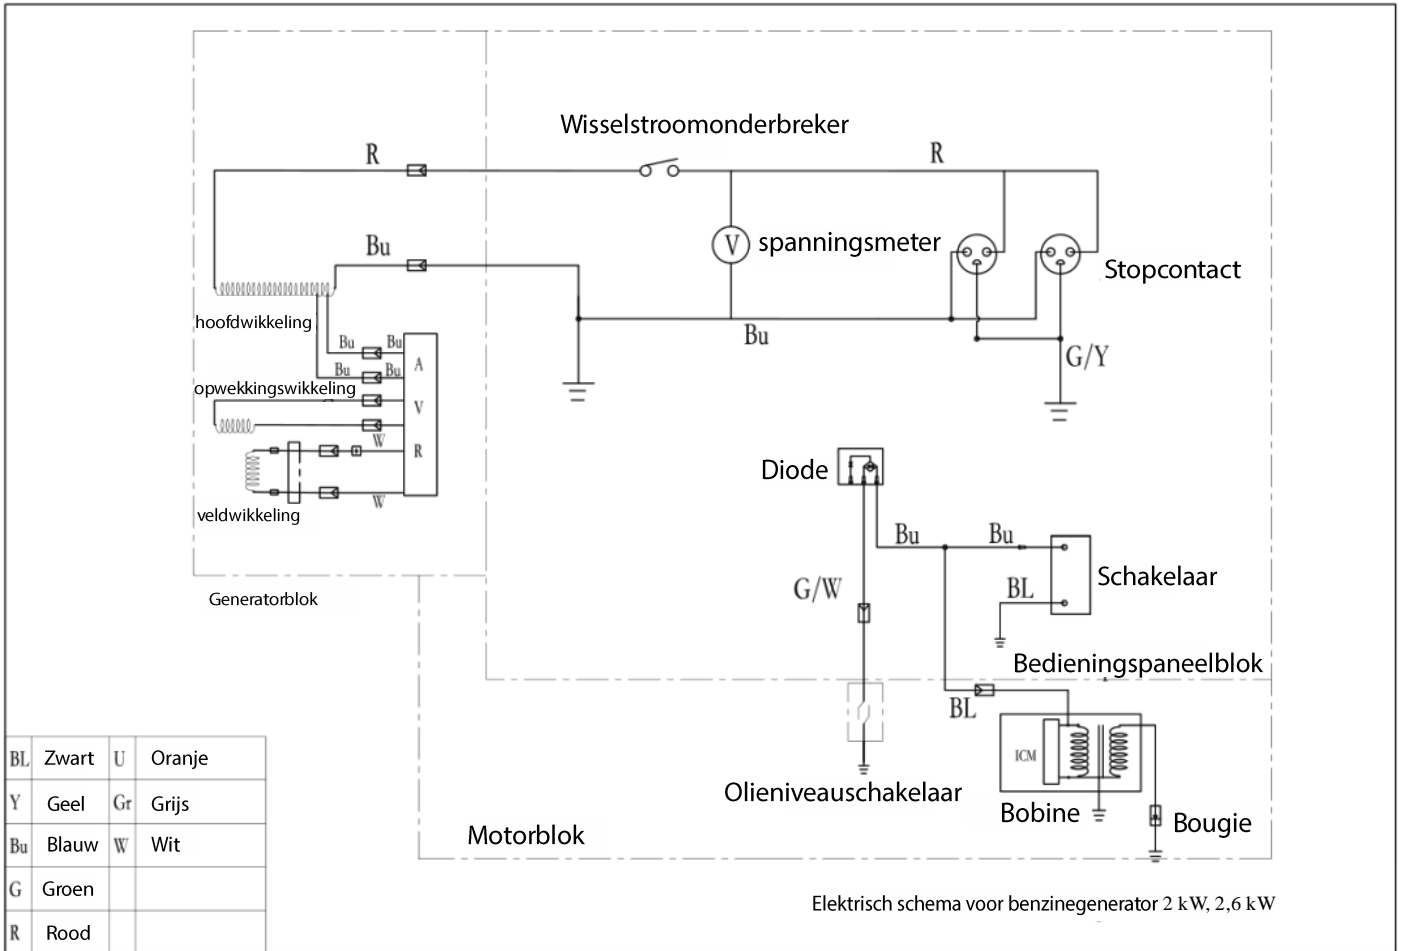 Wisselstroomonderbreker
R
R
Bu
V
spanningsmeter
Stopcontact
hoofdwikkeling
Bu
Bu
Bu
Bu
Bu
A
V
R
G/Y
opwekkingswikkeling
W
W
veldwikkeling
Generatorblok
Diode
Bu
Bu
G/W
BL
Schakelaar
Bedieningspaneelblok
BL
ICM
Olieniveauschakelaar
Bobine
Bougie
Motorblok
BL Zwart U Oranje
Y Geel Gr Grijs
Bu Blauw W Wit
G Groen
R Rood
Elektrisch schema voor benzinegenerator 2 kW, 2,6 kW